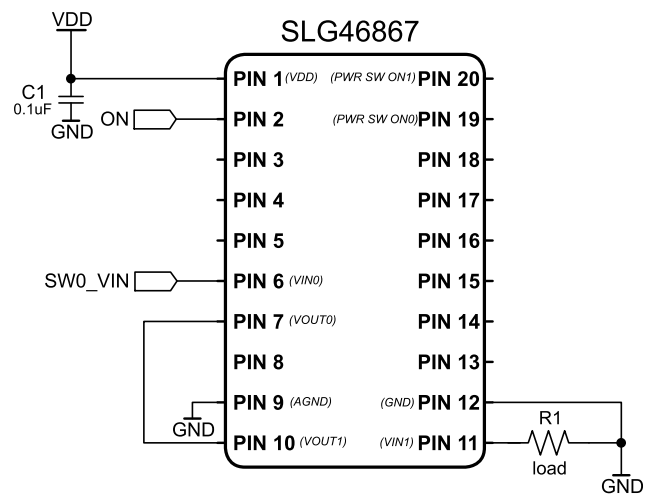 VDD
SLG46867
PIN 1 (VDD) (PWR SW ON1) PIN 20
C1
0.1uF
GND
ON PIN 2 (PWR SW ON0) PIN 19
PIN 3 PIN 18
PIN 4 PIN 17
PIN 5 PIN 16
SW0_VIN PIN 6 (VIN0) PIN 15
PIN 7 (VOUT0) PIN 14
PIN 8 PIN 13
PIN 9 (AGND) (GND) PIN 12
GND
R1
PIN 10 (VOUT1) (VIN1) PIN 11
load
GND